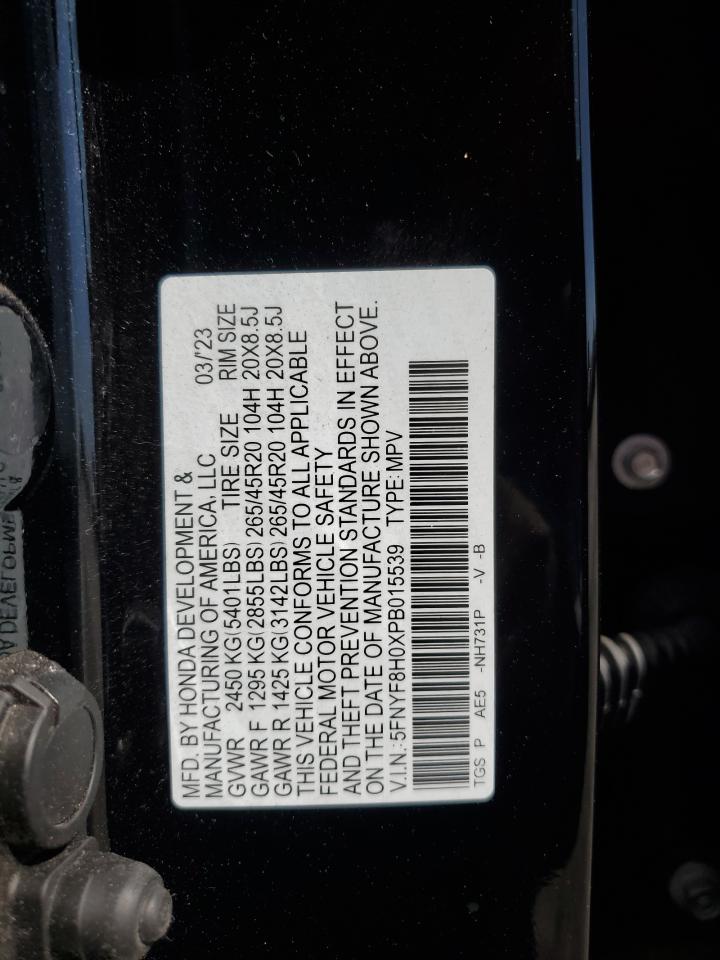 MFD. BY HONDA DEVELOPMENT &
MANUFACTURING OF AMERICA, LLC 03/'23
GVWR 2450 KG(5401LBS) TIRE SIZE RIM SIZE
GAWR F 1295 KG(2855LBS) 265/45R20 104H 20X8.5J
GAWR R 1425 KG(3142LBS) 265/45R20 104H 20X8.5J
THIS VEHICLE CONFORMS TO ALL APPLICABLE
FEDERAL MOTOR VEHICLE SAFETY
AND THEFT PREVENTION STANDARDS IN EFFECT
ON THE DATE OF MANUFACTURE SHOWN ABOVE.
V.I.N.: 5FNYF8H0XPB015539 TYPE: MPV
TGS P AE5 -NH731P -V -B
DEVELOPME